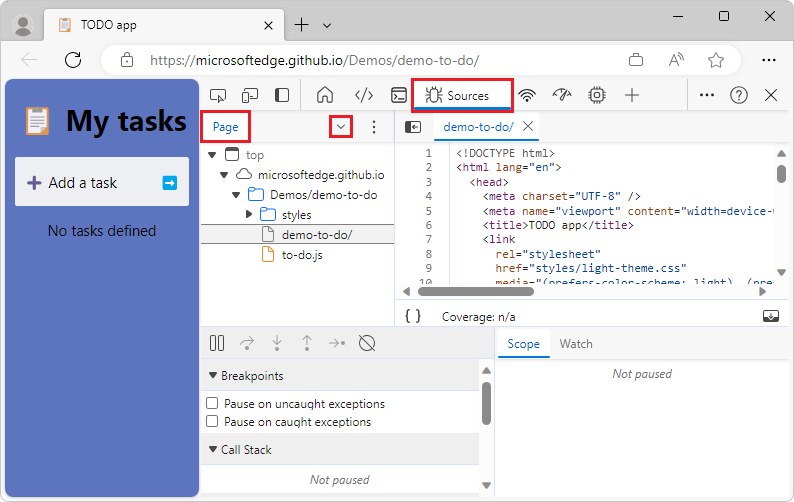 TODO app
https://microsoftedge.github.io/Demos/demo-to-do/
My tasks
Add a task
No tasks defined
Sources
Page
demo-to-do/
top
microsoftedge.github.io
Demos/demo-to-do
styles
demo-to-do/
to-do.js
1 <!DOCTYPE html>
2 <html lang="en">
3 <head>
4 <meta charset="UTF-8" />
5 <meta name="viewport" content="width=device-
6 <title>TODO app</title>
7 <link
8 rel="stylesheet"
9 href="styles/light-theme.css"
10 media="(prefers-color-scheme: light), (pre
{ } Coverage: n/a
Breakpoints
Pause on uncaught exceptions
Pause on caught exceptions
Call Stack
Not paused
Scope Watch
Not paused